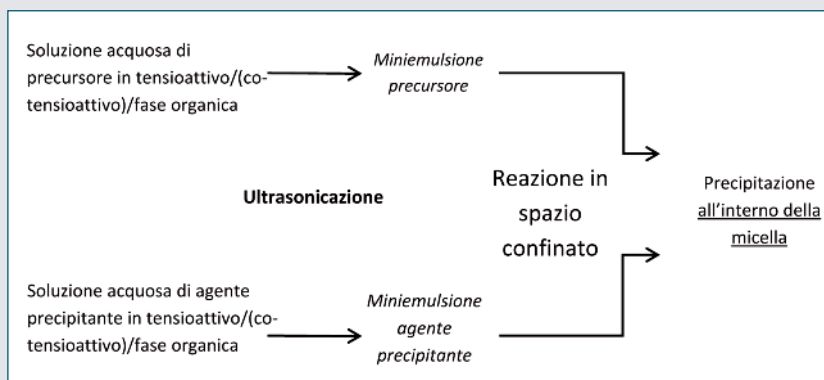 Soluzione acquosa di
precursore in tensioattivo/(co-
tensioattivo)/fase organica
Miniemulsione
precursore
Ultrasonicazione
Reazione in
spazio
confinato
Precipitazione
all'interno della
micella
Soluzione acquosa di agente
precipitante in tensioattivo/(co-
tensioattivo)/fase organica
Miniemulsione
agente
precipitante